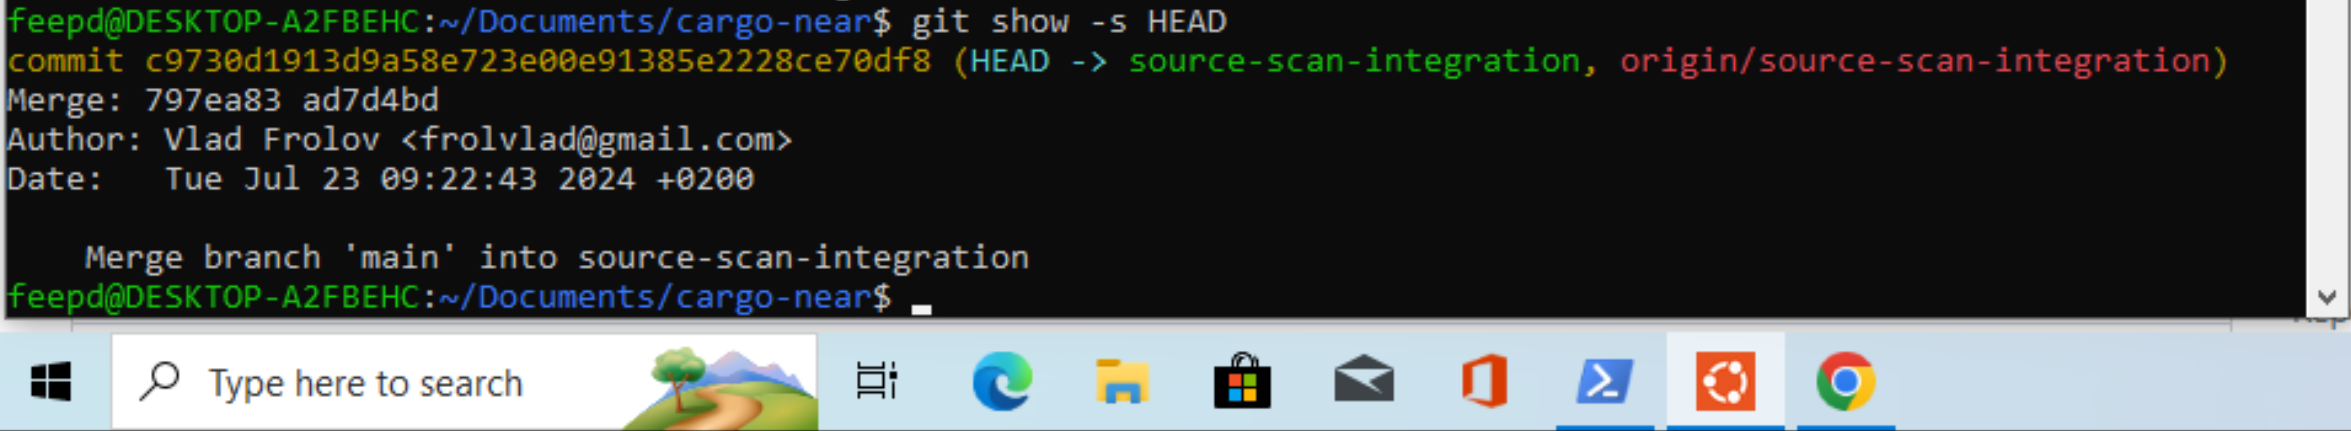 feepd@DESKTOP-A2FBEHC:~/Documents/cargo-near$ git show -s HEAD
commit c9730d1913d9a58e723e00e91385e2228ce70df8 (HEAD -> source-scan-integration, origin/source-scan-integration)
Merge: 797ea83 ad7d4bd
Author: Vlad Frolov <frolvlad@gmail.com>
Date:   Tue Jul 23 09:22:43 2024 +0200
    Merge branch 'main' into source-scan-integration
feepd@DESKTOP-A2FBEHC:~/Documents/cargo-near$
Type here to search